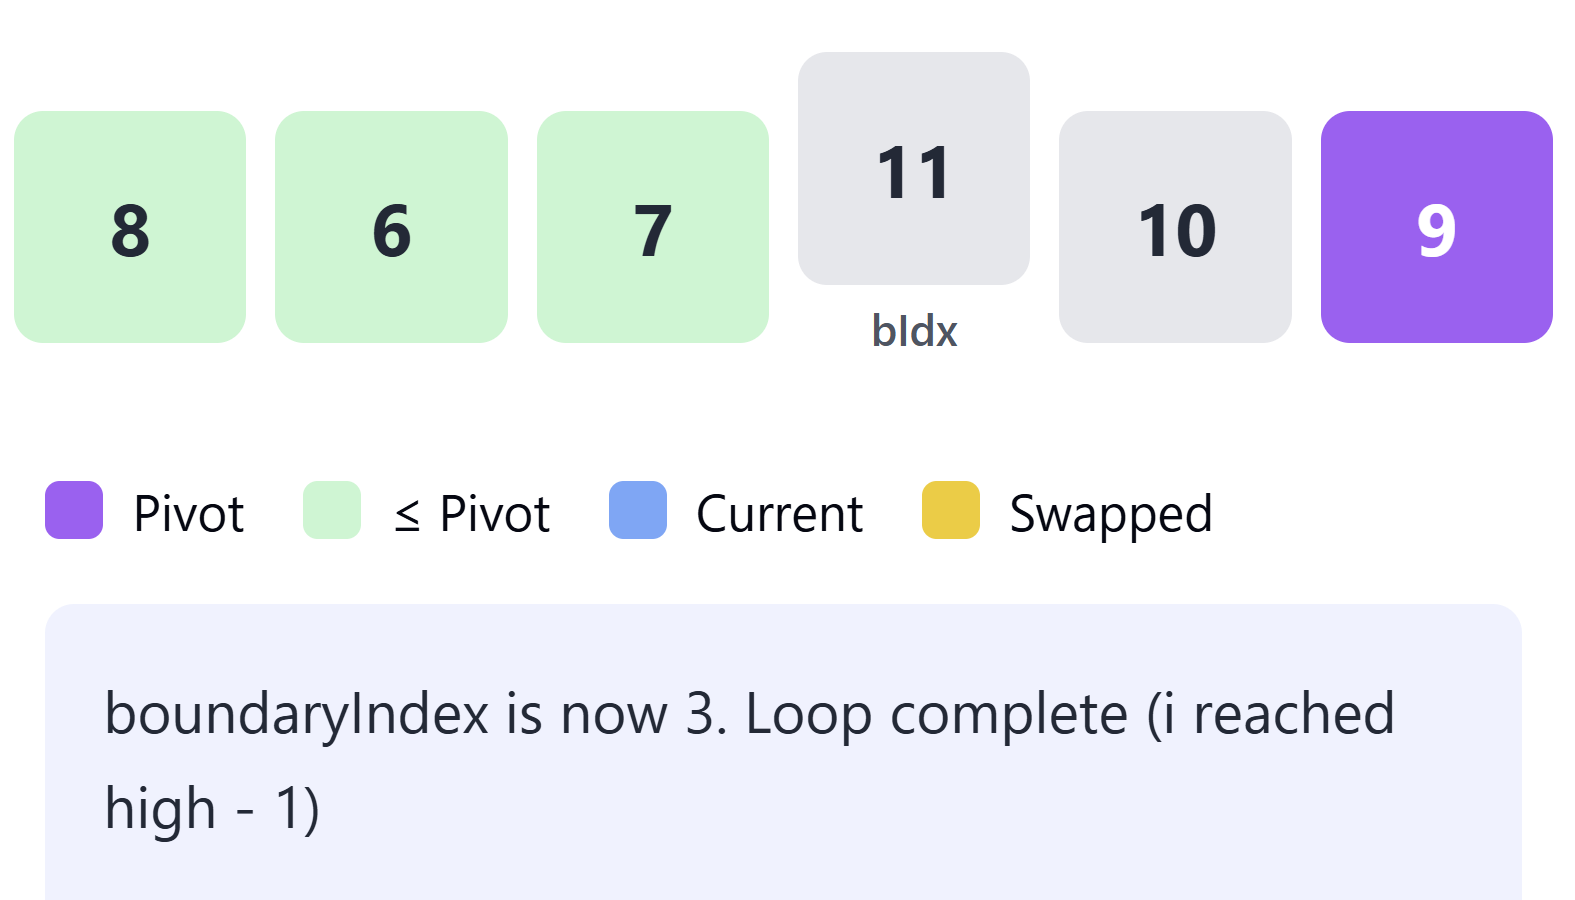 8 6 7 11 10 9
bIdx
Pivot ≤ Pivot Current Swapped
boundaryIndex is now 3. Loop complete (i reached
high - 1)